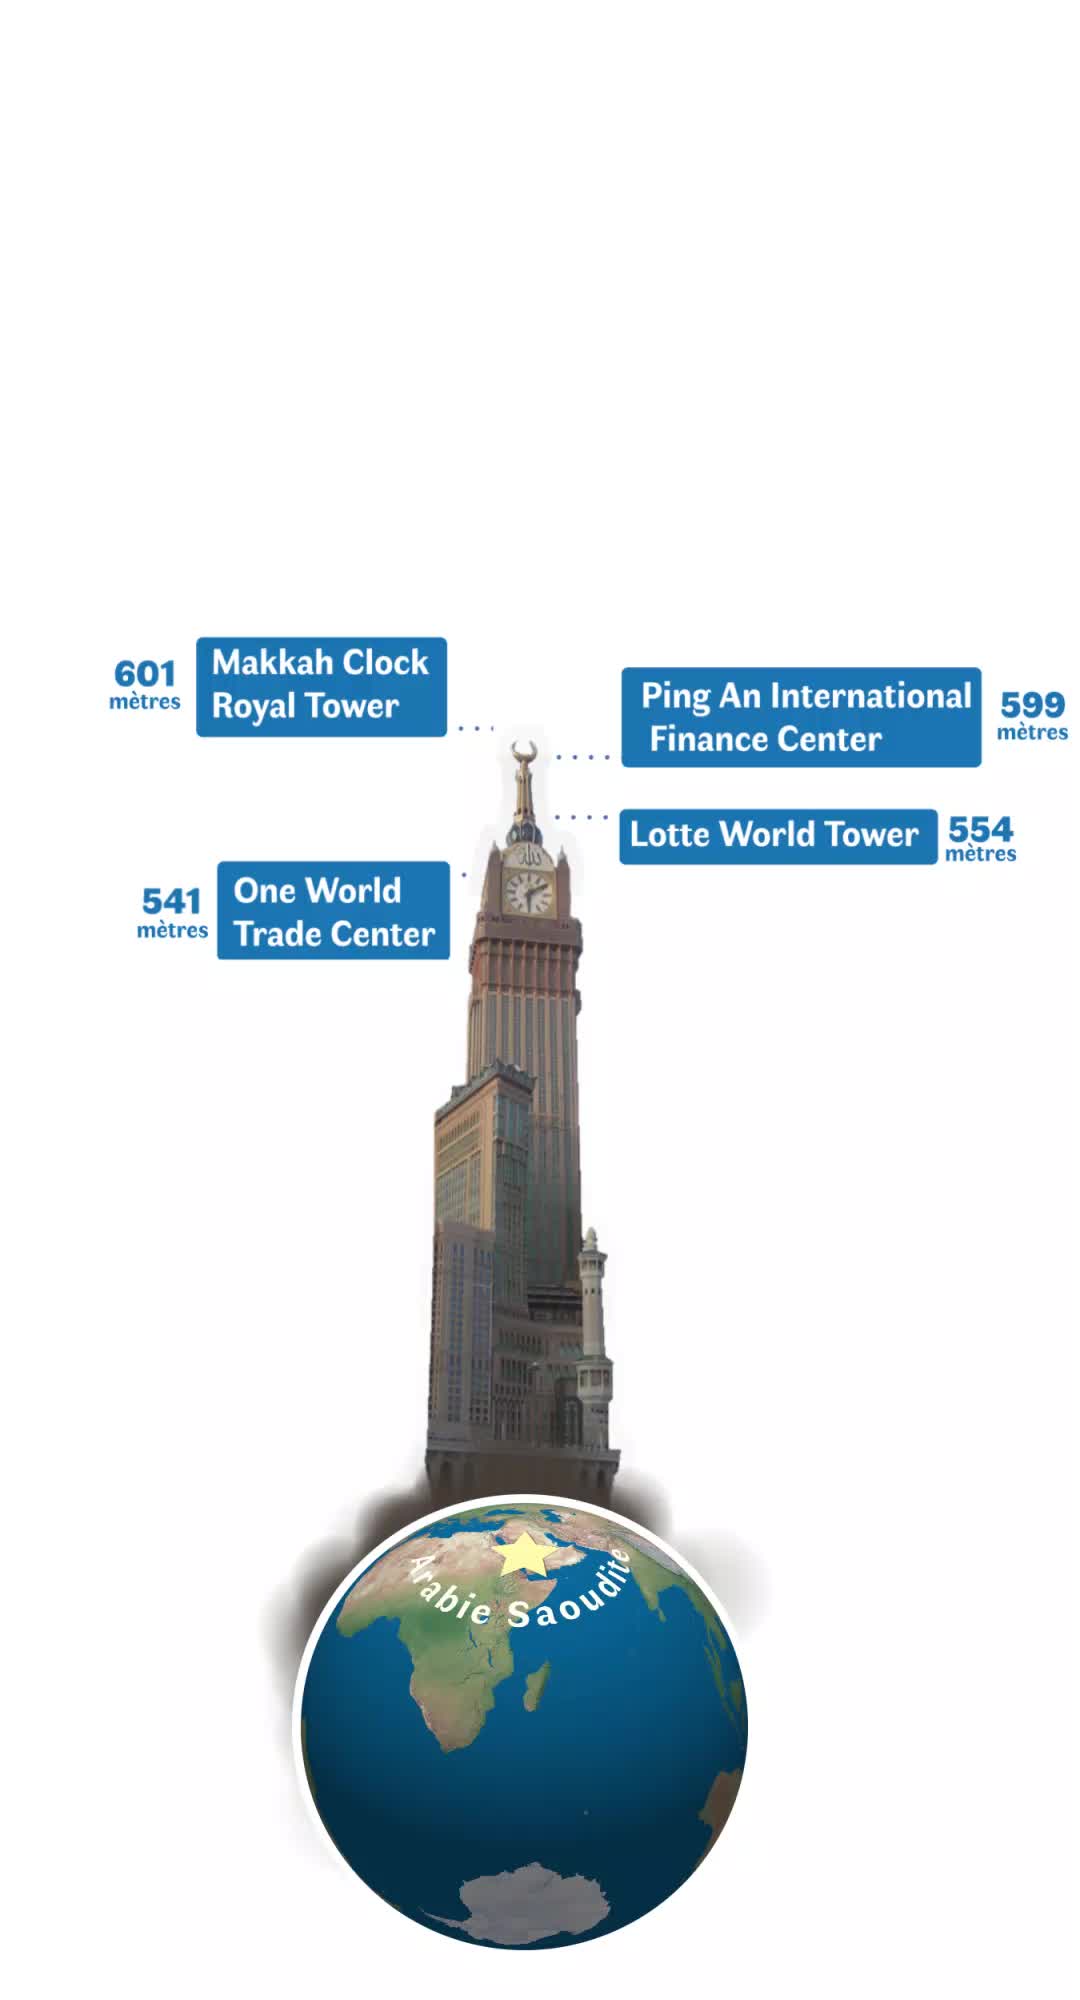 601
mètres
Makkah Clock
Royal Tower
Ping An International
Finance Center
599
mètres
Lotte World Tower
554
mètres
541
mètres
One World
Trade Center
Arabie Saoudite